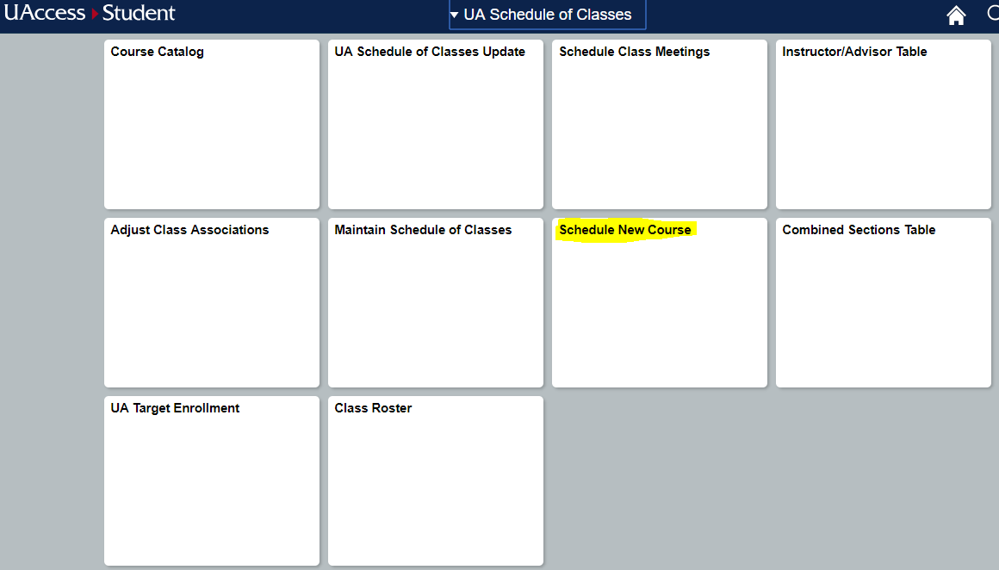 UAccess Student
UA Schedule of Classes
Course Catalog
UA Schedule of Classes Update
Schedule Class Meetings
Instructor/Advisor Table
Adjust Class Associations
Maintain Schedule of Classes
Schedule New Course
Combined Sections Table
UA Target Enrollment
Class Roster